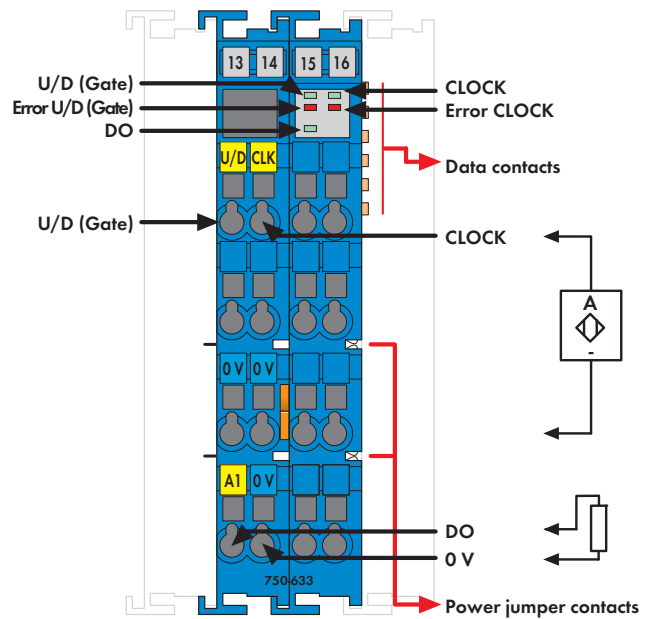 13 14 15 16
U/D (Gate)
CLOCK
Error U/D (Gate)
Error CLOCK
DO
U/D CLK
Data contacts
U/D (Gate)
CLOCK
A
-
0 V 0 V
A1 0 V
DO
0 V
750-633
Power jumper contacts